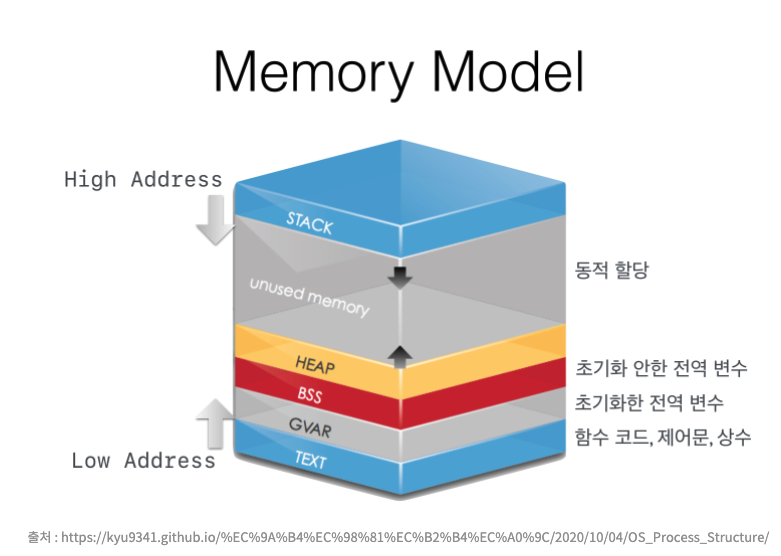 Memory Model
High Address
STACK
동적 할당
unused memory
HEAP
초기화 안한 전역 변수
BSS
초기화한 전역 변수
GVAR
함수 코드, 제어문, 상수
TEXT
Low Address
출처 : https://kyu9341.github.io/%EC%9A%B4%EC%98%81%EC%B2%B4%EC%A0%9C/2020/10/04/OS_Process_Structure/